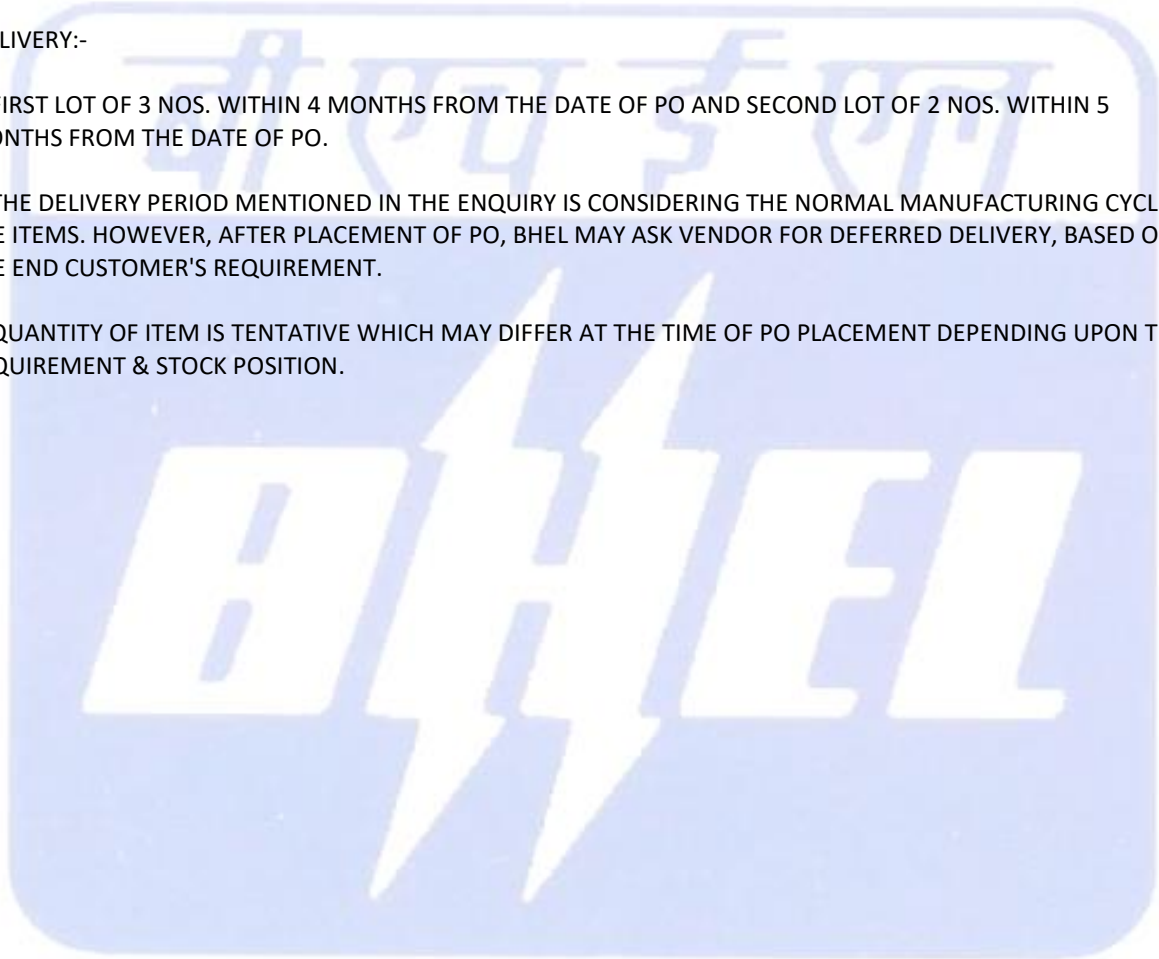 LIVERY:-
बी एच ई एल
FIRST LOT OF 3 NOS. WITHIN 4 MONTHS FROM THE DATE OF PO AND SECOND LOT OF 2 NOS. WITHIN 5
ONTHS FROM THE DATE OF PO.
THE DELIVERY PERIOD MENTIONED IN THE ENQUIRY IS CONSIDERING THE NORMAL MANUFACTURING CYCL
E ITEMS. HOWEVER, AFTER PLACEMENT OF PO, BHEL MAY ASK VENDOR FOR DEFERRED DELIVERY, BASED O
E END CUSTOMER'S REQUIREMENT.
QUANTITY OF ITEM IS TENTATIVE WHICH MAY DIFFER AT THE TIME OF PO PLACEMENT DEPENDING UPON T
QUIREMENT & STOCK POSITION.
BHEL